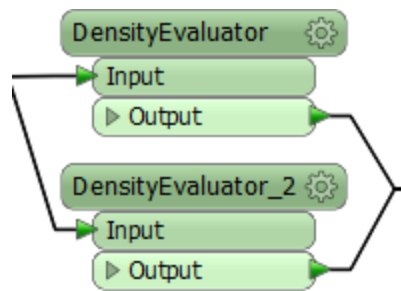 DensityEvaluator
Input
Output
DensityEvaluator_2
Input
Output